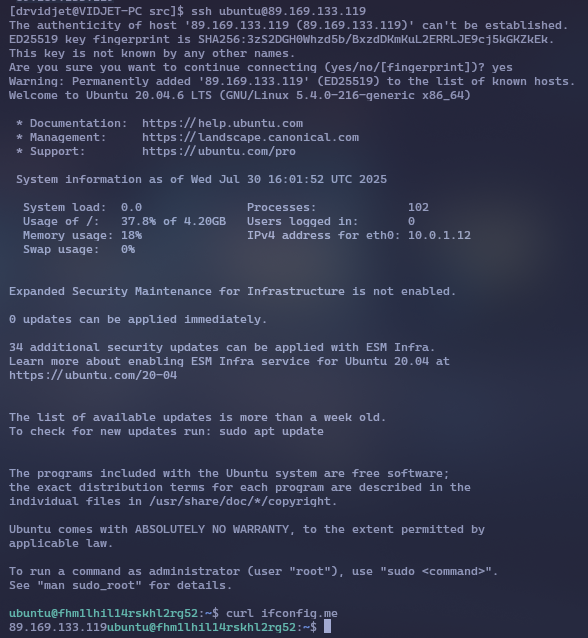 [drvidjet@VIDJET-PC src]$ ssh ubuntu@89.169.133.119
The authenticity of host '89.169.133.119 (89.169.133.119)' can't be established.
ED25519 key fingerprint is SHA256:3zS2DGH0Whzd5b/BxzdDKmKuL2ERRLJE9cj5kGKZkEk.
This key is not known by any other names.
Are you sure you want to continue connecting (yes/no/[fingerprint])? yes
Warning: Permanently added '89.169.133.119' (ED25519) to the list of known hosts.
Welcome to Ubuntu 20.04.6 LTS (GNU/Linux 5.4.0-216-generic x86_64)

 * Documentation:  https://help.ubuntu.com
 * Management:     https://landscape.canonical.com
 * Support:        https://ubuntu.com/pro

 System information as of Wed Jul 30 16:01:52 UTC 2025

  System load:  0.0               Processes:             102
  Usage of /:   37.8% of 4.20GB   Users logged in:       0
  Memory usage: 18%               IPv4 address for eth0: 10.0.1.12
  Swap usage:   0%

Expanded Security Maintenance for Infrastructure is not enabled.

0 updates can be applied immediately.

34 additional security updates can be applied with ESM Infra.
Learn more about enabling ESM Infra service for Ubuntu 20.04 at
https://ubuntu.com/20-04

The list of available updates is more than a week old.
To check for new updates run: sudo apt update

The programs included with the Ubuntu system are free software;
the exact distribution terms for each program are described in the
individual files in /usr/share/doc/*/copyright.

Ubuntu comes with ABSOLUTELY NO WARRANTY, to the extent permitted by
applicable law.

To run a command as administrator (user "root"), use "sudo <command>".
See "man sudo_root" for details.

ubuntu@fhm1lhil14rskhl2rq52:~$ curl ifconfig.me
89.169.133.119ubuntu@fhm1lhil14rskhl2rq52:~$